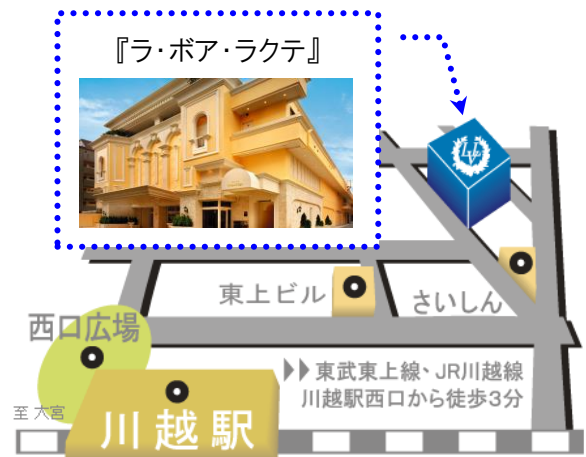 『ラ・ボア・ラクテ』
LLV
東上ビル
さいしん
西口広場
▶▶東武東上線、JR川越線
川越駅西口から徒歩3分
至 大宮
川越駅